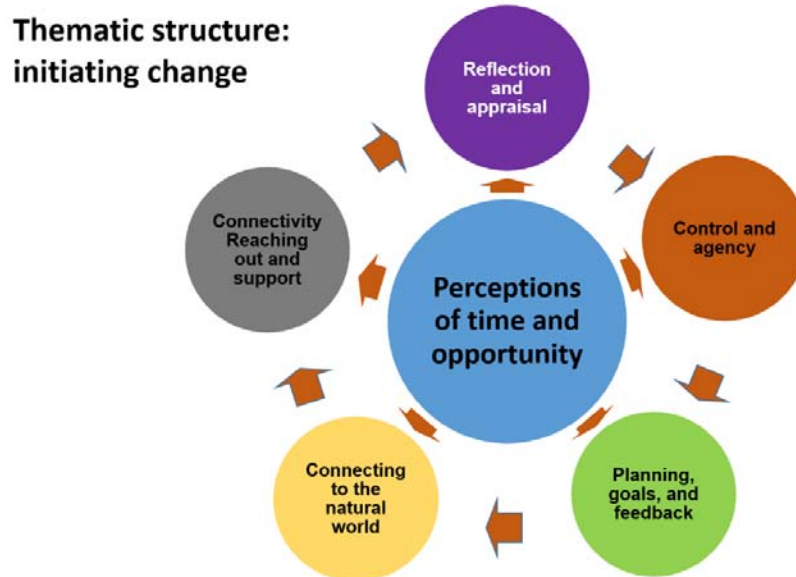 Thematic structure:
initiating change
Reflection
and
appraisal
Control and
agency
Planning,
goals, and
feedback
Connecting
to the
natural
world
Connectivity
Reaching
out and
support
Perceptions
of time and
opportunity